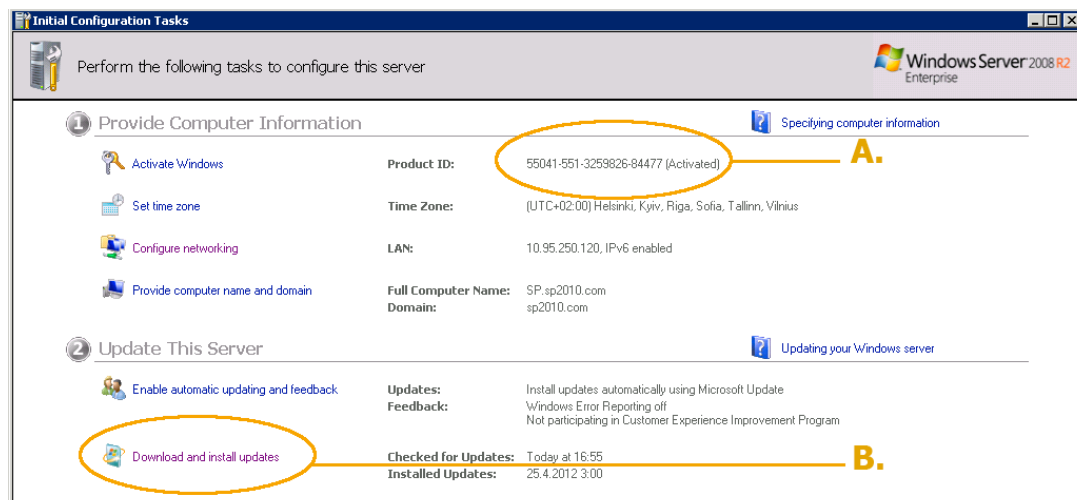 Initial Configuration Tasks
Perform the following tasks to configure this server
Windows Server 2008 R2
Enterprise
1 Provide Computer Information
Specifying computer information
Activate Windows Product ID: 55041-551-3259826-84477 (Activated) A.
Set time zone Time Zone: (UTC+02:00) Helsinki, Kyiv, Riga, Sofia, Tallinn, Vilnius
Configure networking LAN: 10.95.250.120, IPv6 enabled
Provide computer name and domain Full Computer Name: SP.sp2010.com
Domain: sp2010.com
2 Update This Server
Updating your Windows server
Enable automatic updating and feedback Updates: Install updates automatically using Microsoft Update
Feedback: Windows Error Reporting off
Not participating in Customer Experience Improvement Program
Download and install updates Checked for Updates: Today at 16:55 B.
Installed Updates: 25.4.2012 3:00